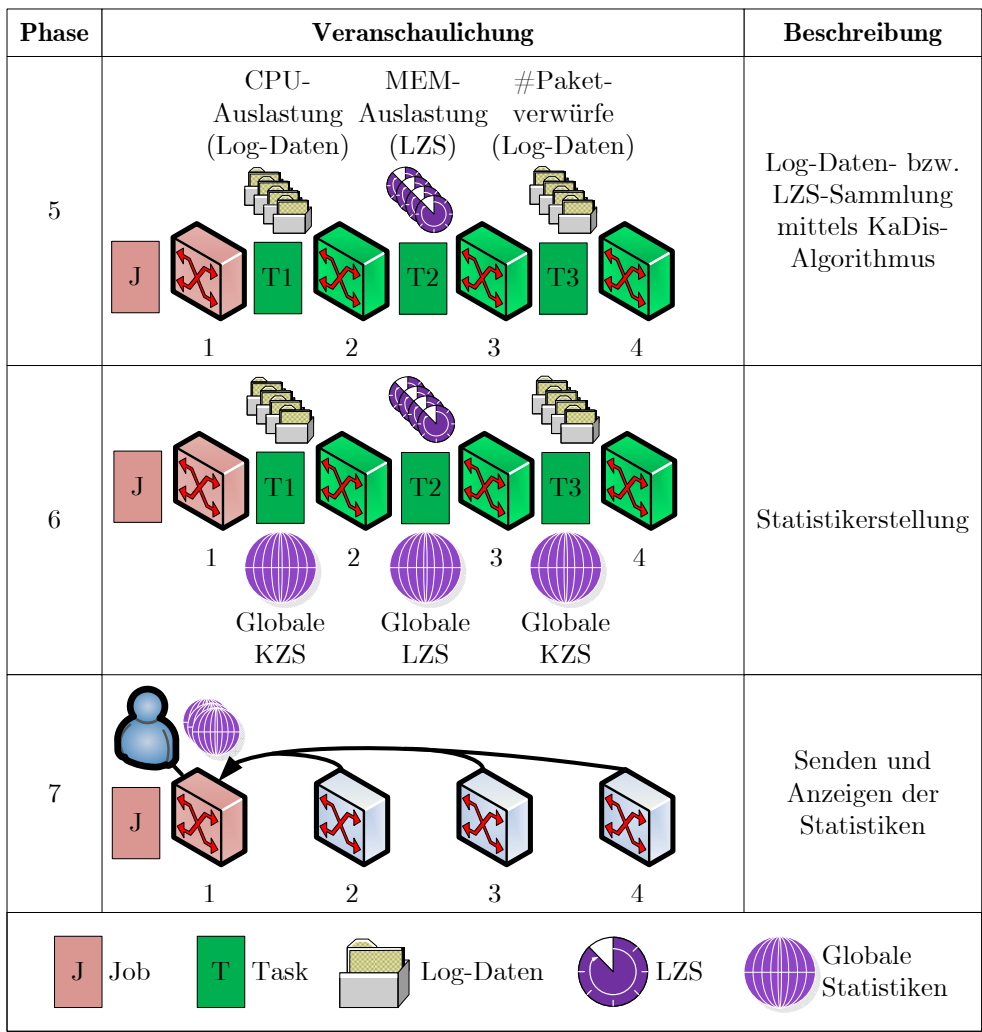 Phase Veranschaulichung Beschreibung
CPU-
Auslastung
(Log-Daten)
MEM-
Auslastung
(LZS)
#Paket-
verwürfe
(Log-Daten)
5
J T1 T2 T3
1 2 3 4
Log-Daten- bzw.
LZS-Sammlung
mittels KaDis-
Algorithmus
6
J T1 T2 T3
1 2 3 4
Globale
KZS
Globale
LZS
Globale
KZS
Statistikerstellung
7
J
1 2 3 4
Senden und
Anzeigen der
Statistiken
J Job T Task Log-Daten LZS Globale
Statistiken